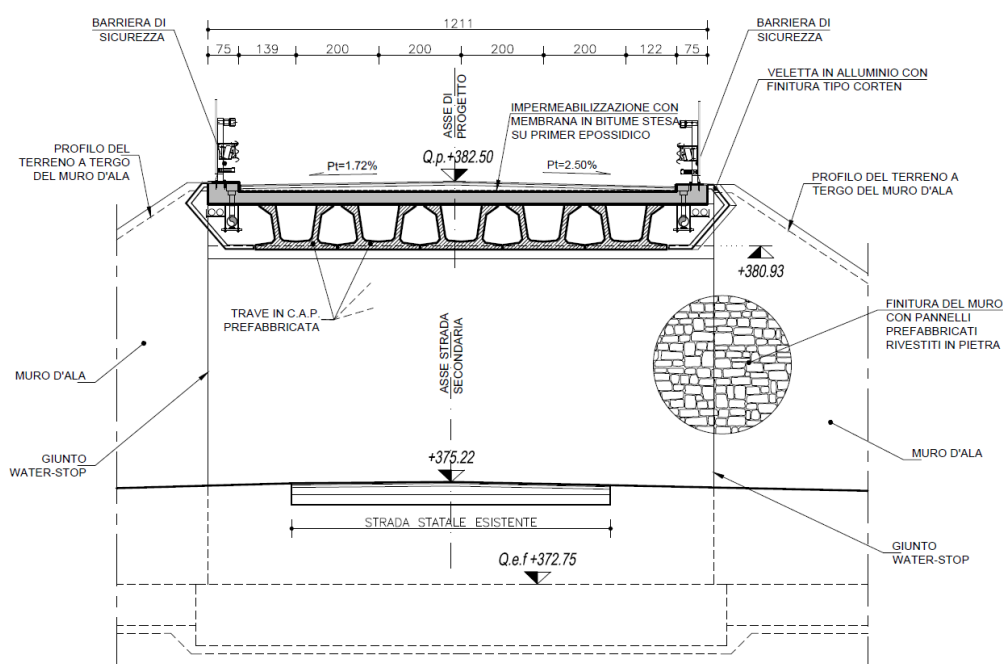 BARRIERA DI
SICUREZZA
1211
75 139 200 200 200 200 122 75
BARRIERA DI
SICUREZZA
VELETTA IN ALLUMINIO CON
FINITURA TIPO CORTEN
ASSE DI
PROGETTO
IMPERMEABILIZZAZIONE CON
MEMBRANA IN BITUME STESA
SU PRIMER EPOSSIDICO
PROFILO DEL
TERRENO A TERGO
DEL MURO D'ALA
Pt=1.72%
Q.p.+382.50
Pt=2.50%
PROFILO DEL TERRENO A
TERGO DEL MURO D'ALA
+380.93
TRAVE IN C.A.P.
PREFABBRICATA
FINITURA DEL MURO
CON PANNELLI
PREFABBRICATI
RIVESTITI IN PIETRA
ASSE STRADA
SECONDARIA
MURO D'ALA
GIUNTO
WATER-STOP
+375.22
MURO D'ALA
STRADA STATALE ESISTENTE
GIUNTO
WATER-STOP
Q.e.f +372.75